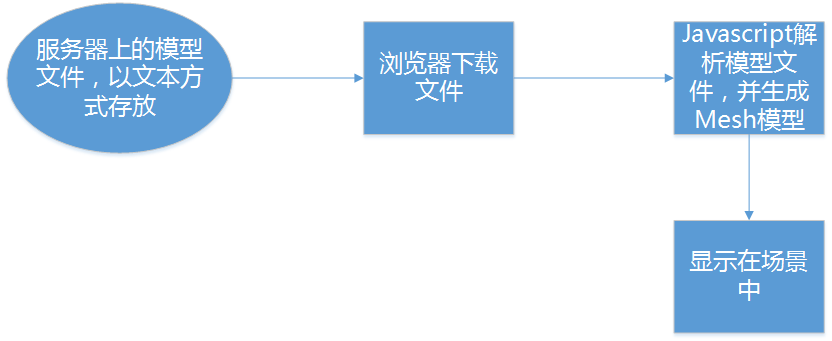 服务器上的模型
文件，以文本方
式存放
浏览器下载
文件
Javascript解
析模型文
件，并生成
Mesh模型
显示在场景
中